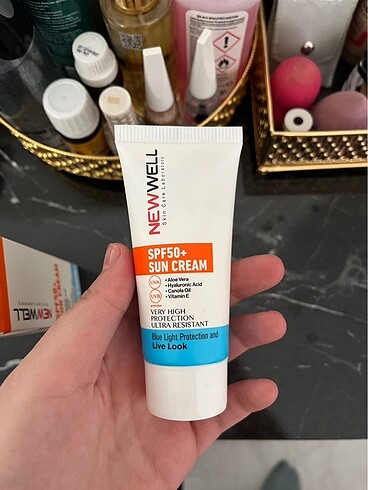 NEWWELL
Skin Care Laboratory
SPF50+
SUN CREAM
UVA
UVB
• Aloe Vera
• Hyaluronic Acid
• Canola Oil
• Vitamin E
VERY HIGH
PROTECTION
ULTRA RESISTANT
Blue Light Protection and
Live Look
NEWWELL